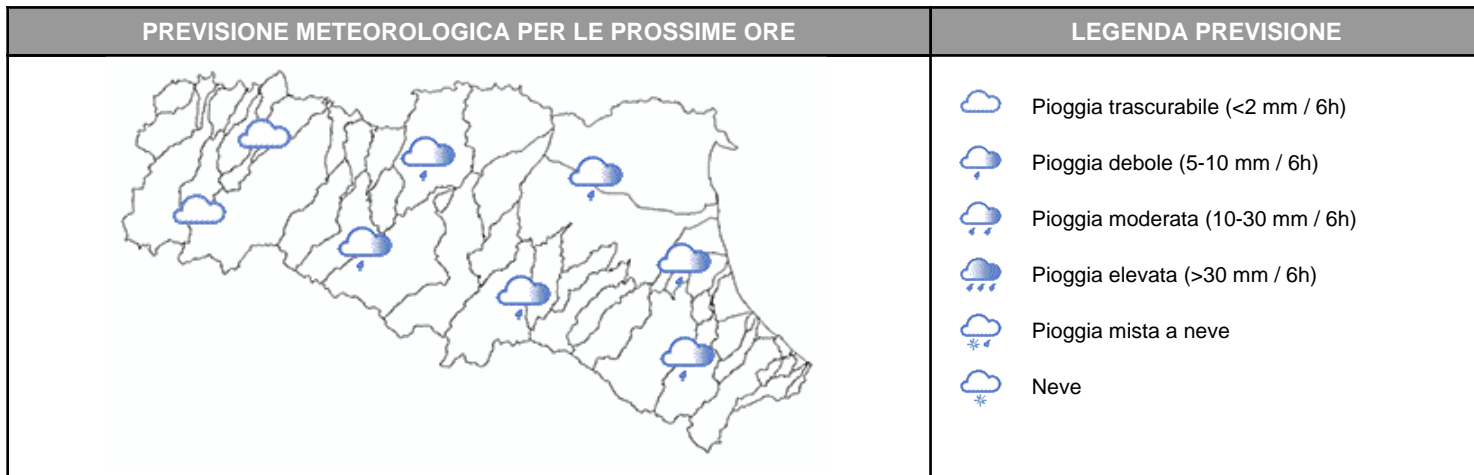 PREVISIONE METEOROLOGICA PER LE PROSSIME ORE
LEGENDA PREVISIONE
Pioggia trascurabile (<2 mm / 6h)
Pioggia debole (5-10 mm / 6h)
Pioggia moderata (10-30 mm / 6h)
Pioggia elevata (>30 mm / 6h)
Pioggia mista a neve
Neve